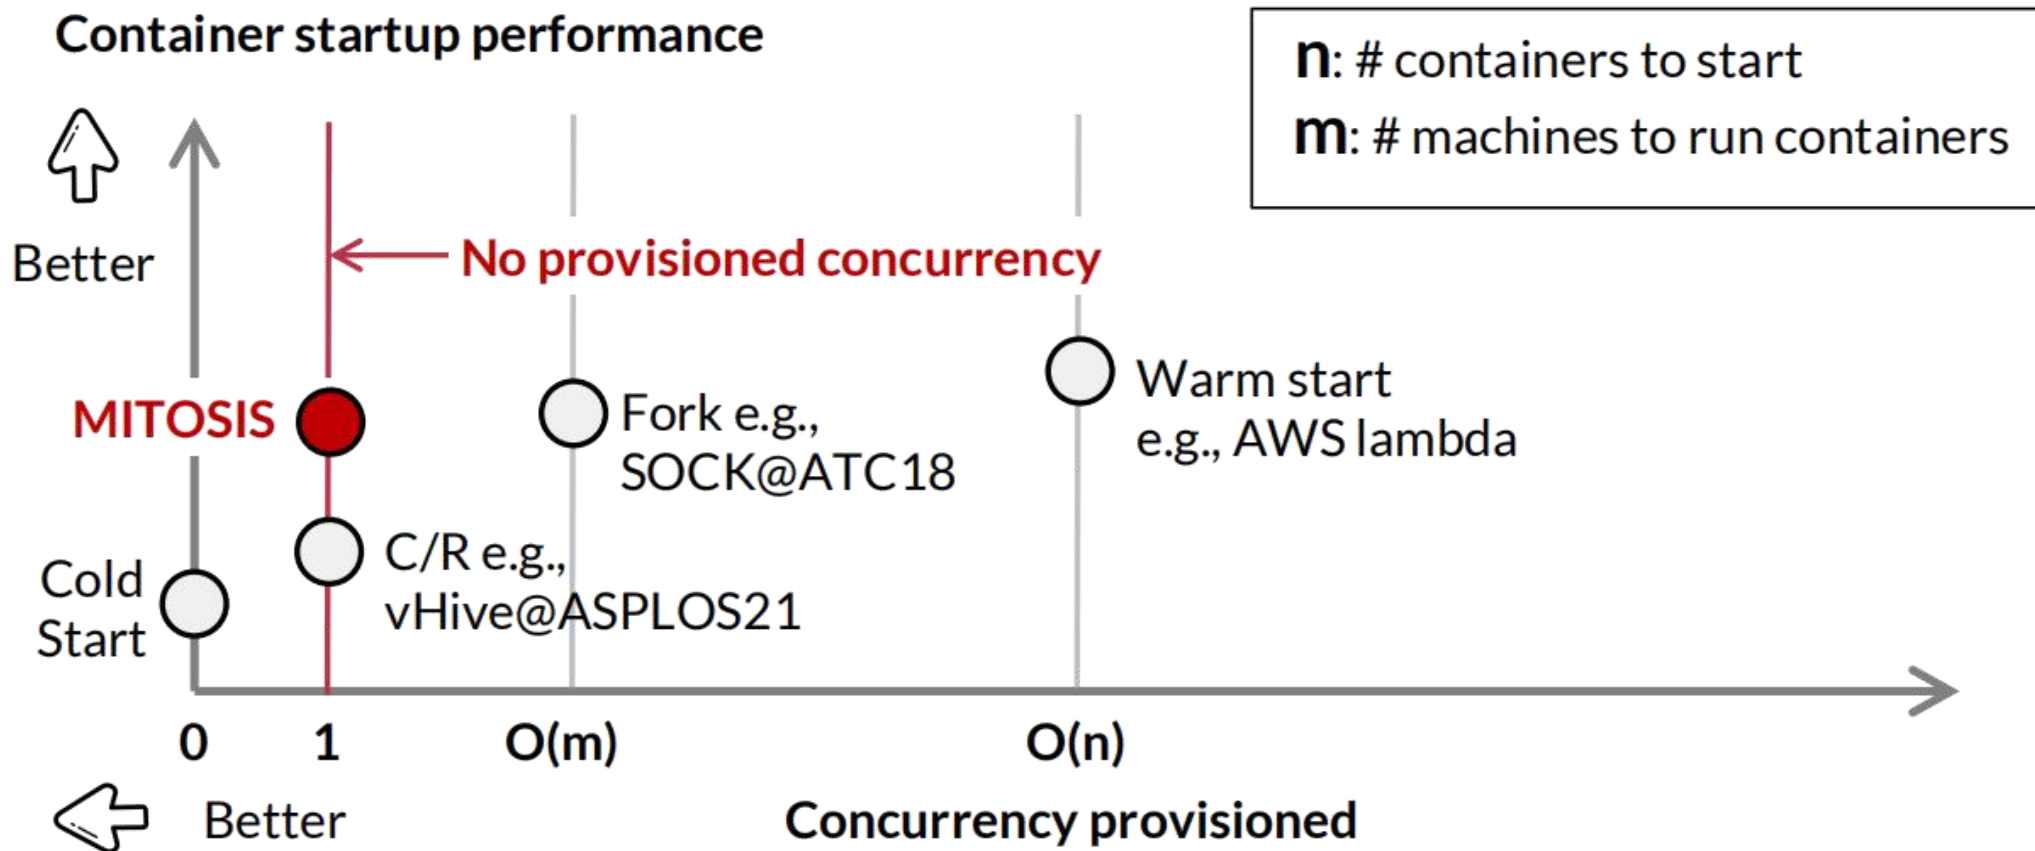 Container startup performance
n: # containers to start
m: # machines to run containers
Better
No provisioned concurrency
MITOSIS
Fork e.g.,
SOCK@ATC18
Warm start
e.g., AWS lambda
C/R e.g.,
vHive@ASPLOS21
Cold
Start
0
1
O(m)
O(n)
Better
Concurrency provisioned